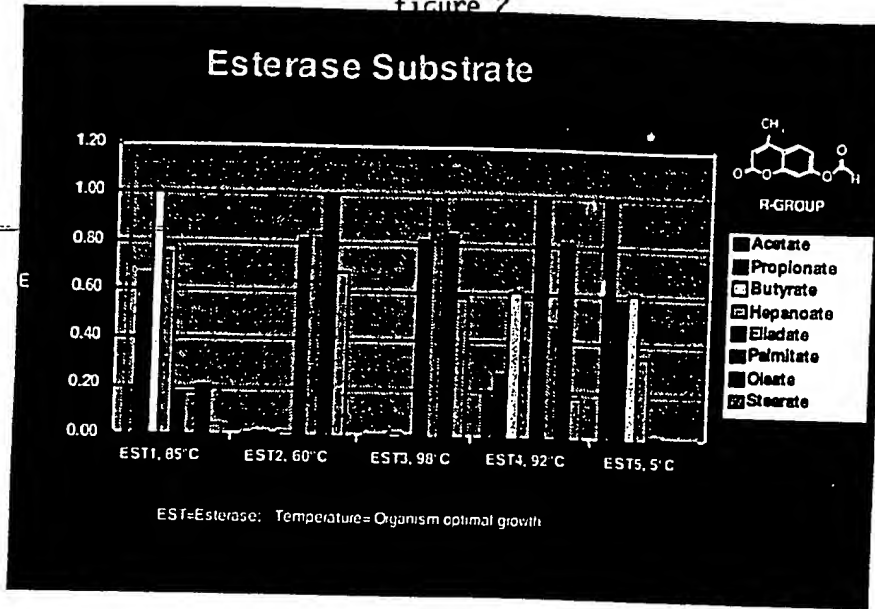 figure 2
Esterase Substrate
1.20
1.00
0.80
0.60
0.40
0.20
0.00
E
EST1, 85°C
EST2, 60°C
EST3, 98°C
EST4, 92°C
EST5, 5°C
EST=Esterase; Temperature= Organism optimal growth
CH
O
O
O
O
H
R-GROUP
Acetate
Propionate
Butyrate
Hepanoate
Elladate
Palmitate
Oleate
Stearate